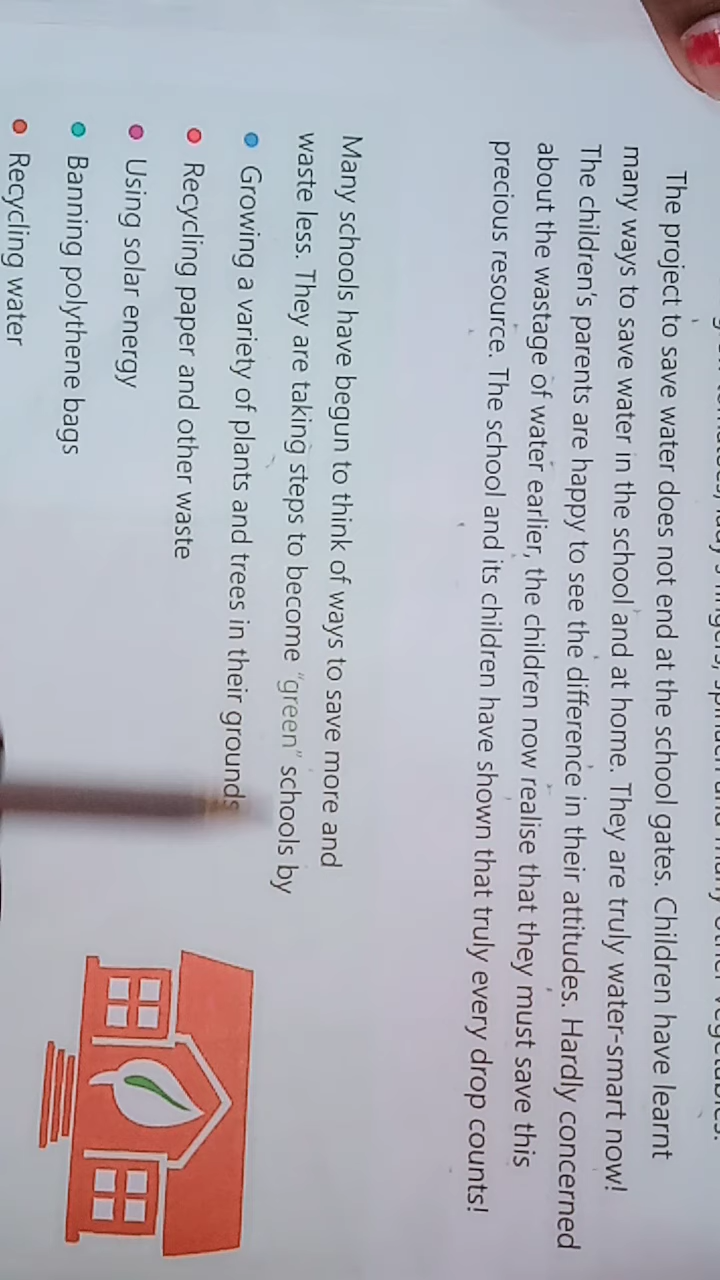 The project to save water does not end at the school gates. Children have learnt
many ways to save water in the school and at home. They are truly water-smart now!
The children's parents are happy to see the difference in their attitudes. Hardly concerned
about the wastage of water earlier, the children now realise that they must save this
precious resource. The school and its children have shown that truly every drop counts!
Many schools have begun to think of ways to save more and
waste less. They are taking steps to become "green" schools by
• Growing a variety of plants and trees in their grounds
• Recycling paper and other waste
• Using solar energy
• Banning polythene bags
• Recycling water